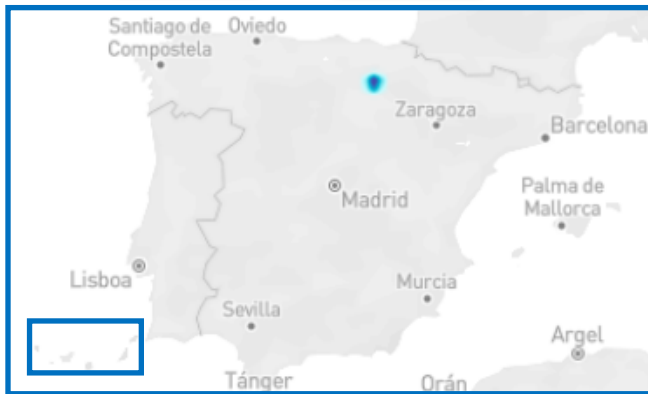 Santiago de
Compostela
Oviedo
Zaragoza
Barcelona
Madrid
Palma de
Mallorca
Lisboa
Murcia
Sevilla
Argel
Tánger
Orán